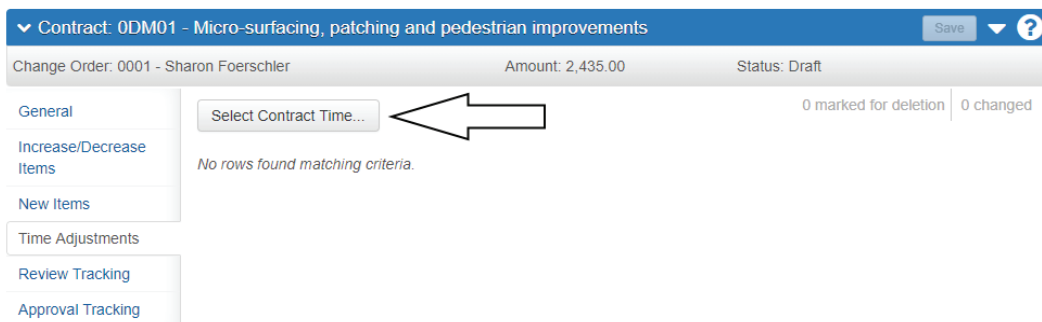 Contract: 0DM01 - Micro-surfacing, patching and pedestrian improvements
Save
?
Change Order: 0001 - Sharon Foerschler
Amount: 2,435.00
Status: Draft
General
Increase/Decrease
Items
New Items
Time Adjustments
Review Tracking
Approval Tracking
Select Contract Time...
0 marked for deletion
0 changed
No rows found matching criteria.